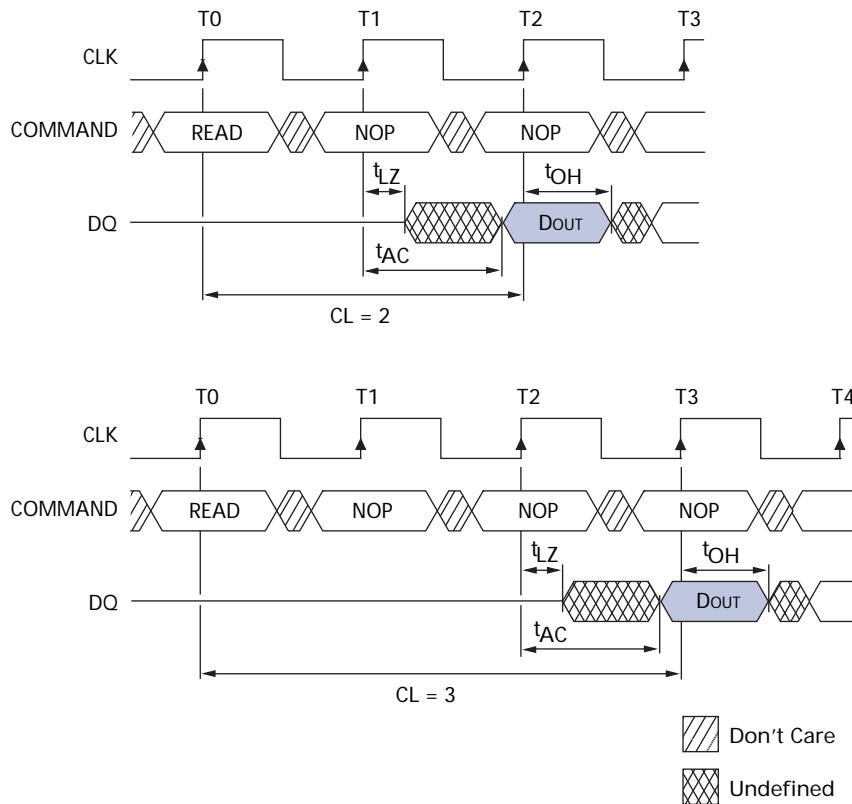 T0 T1 T2 T3
CLK
COMMAND READ NOP NOP
tLZ tOH
DQ DOUT
tAC
CL = 2
T0 T1 T2 T3 T4
CLK
COMMAND READ NOP NOP NOP
tLZ tOH
DQ DOUT
tAC
CL = 3
Don't Care
Undefined